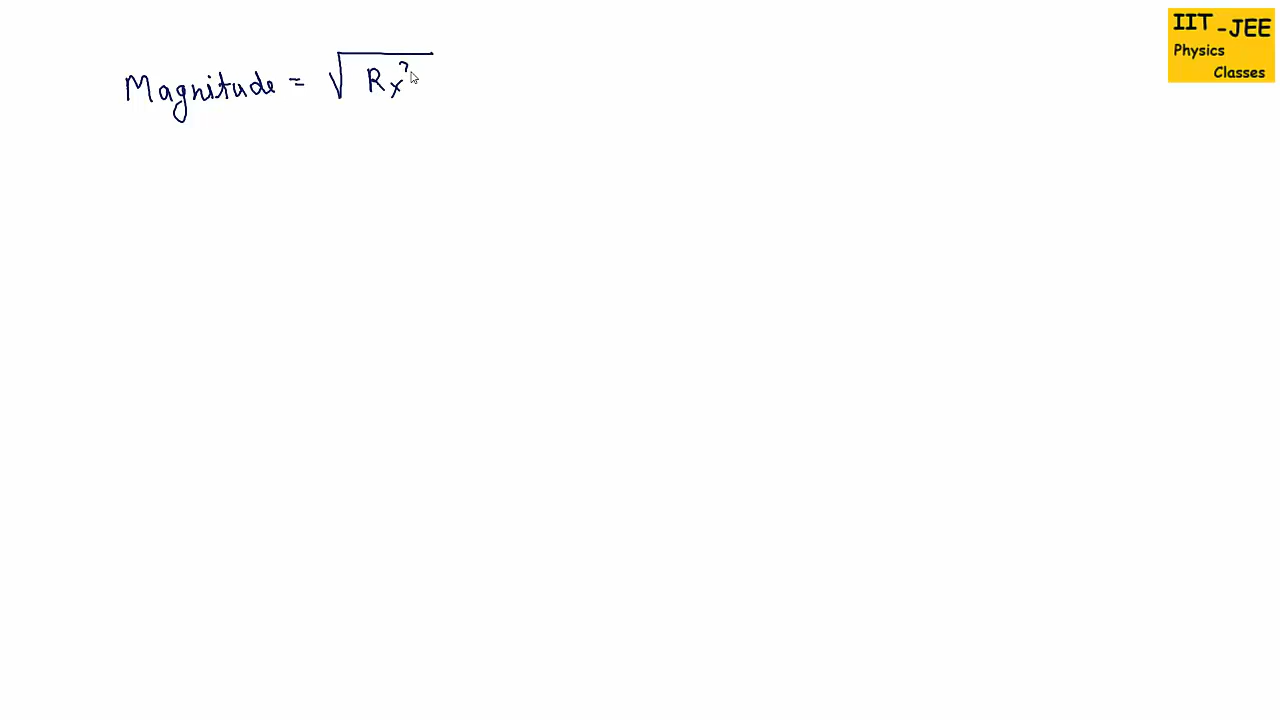 Magnitude = √ Rx²
IIT - JEE
Physics
Classes